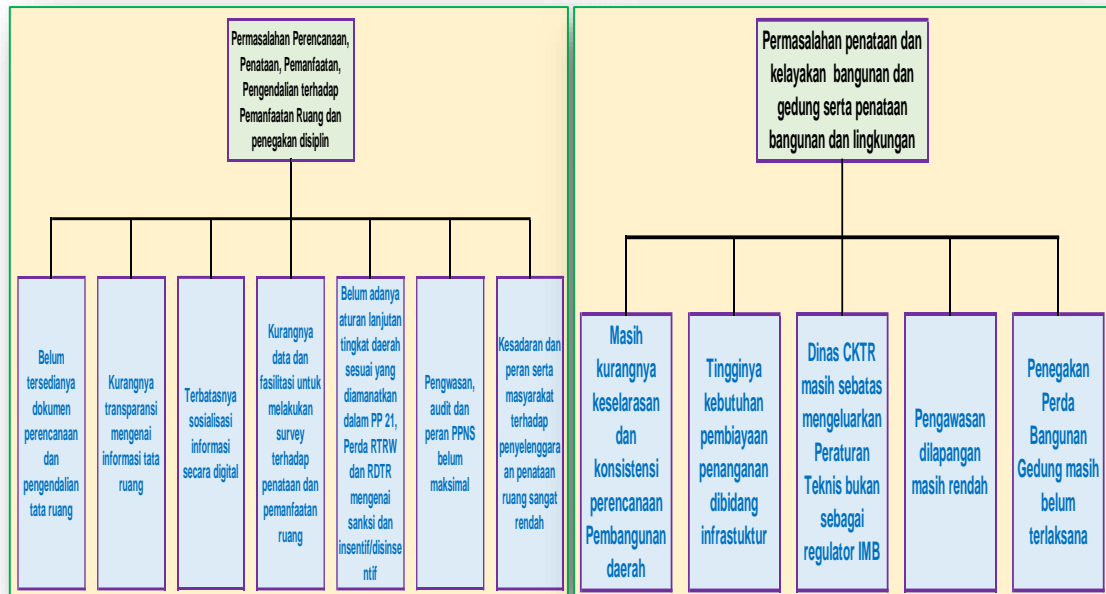 Permasalahan Perencanaan,
Penataan, Pemanfaatan,
Pengendalian terhadap
Pemanfatan Ruang dan
penegakan disiplin
Belum
tersedianya
dokumen
perencanaan
dan
pengendalian
tata ruang
Kurangnya
transparansi
mengenai
informasi tata
ruang
Terbatasnya
sosialisasi
informasi
secara digital
Kurangnya
data dan
fasilitasi untuk
melakukan
survey
terhadap
penataan dan
pemanfaatan
ruang
Belum adanya
aturan lanjutan
tingkat daerah
sesuai yang
diamanatkan
dalam PP 21,
Perda RTRW
dan RDTR
mengenai
sanksi dan
insentif/disinse
ntif
Pengwasan,
audit dan
peran PPNS
belum
maksimal
Kesadaran dan
peran serta
masyarakat
terhadap
penyelenggara
an penataan
ruang sangat
rendah
Permasalahan penataan dan
kelayakan bangunan dan
gedung serta penataan
bangunan dan lingkungan
Masih
kurangnya
keselarasan
dan
konsistensi
perencanaan
Pembangunan
daerah
Tingginya
kebutuhan
pembiayaan
penanganan
dibidang
infrastuktur
Dinas CKTR
masih sebatas
mengeluarkan
Peraturan
Teknis bukan
sebagai
regulator IMB
Pengawasan
dilapangan
masih rendah
Penegakan
Perda
Bangunan
Gedung masih
belum
terlaksana